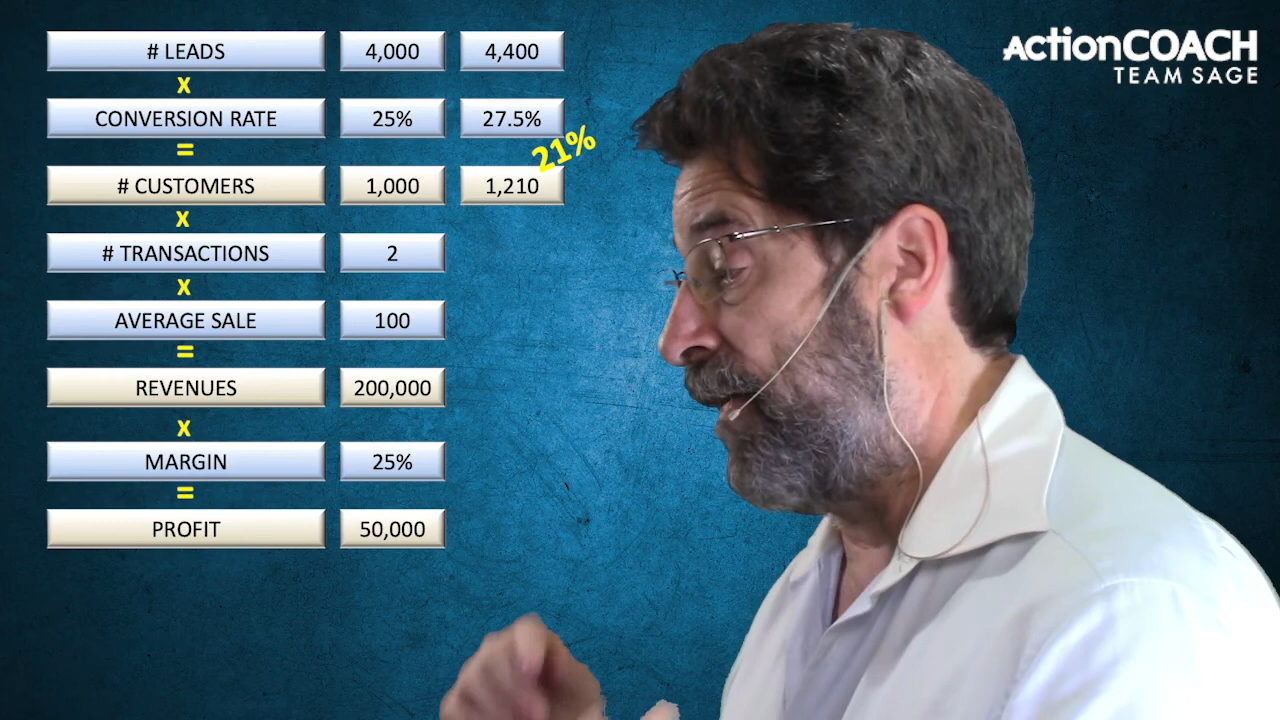 # LEADS 4,000 4,400
x
CONVERSION RATE 25% 27.5%
= 21%
# CUSTOMERS 1,000 1,210
x
# TRANSACTIONS 2
x
AVERAGE SALE 100
=
REVENUES 200,000
x
MARGIN 25%
=
PROFIT 50,000
ActionCOACH
TEAM SAGE